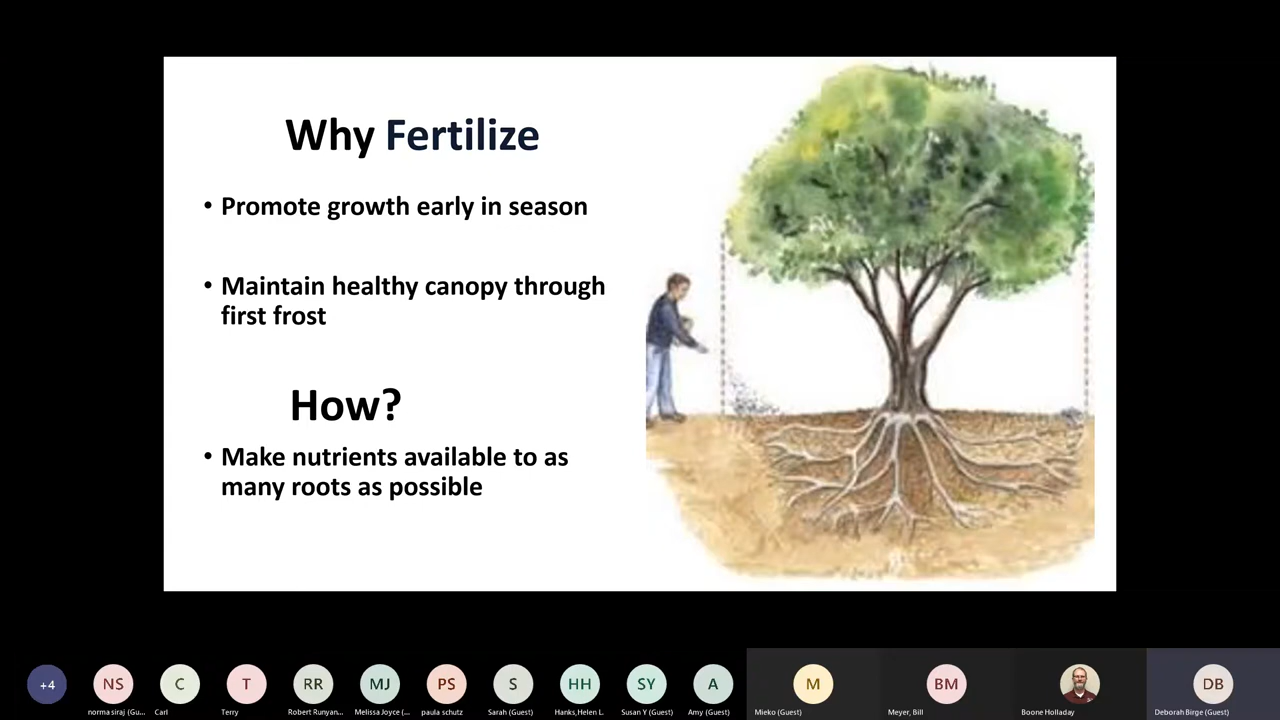 Why Fertilize
• Promote growth early in season
• Maintain healthy canopy through
first frost
How?
• Make nutrients available to as
many roots as possible
+4
NS
C
T
RR
MJ
PS
S
HH
SY
A
M
BM
DB
norma siraj (Gu...
Carl
Terry
Robert Runyan...
Melissa Joyce (...
paula schutz
Sarah (Guest)
Hanks,Helen L.
Susan Y (Guest)
Amy (Guest)
Mieko (Guest)
Meyer, Bill
Boone Holladay
Deborah Birge (Guest)